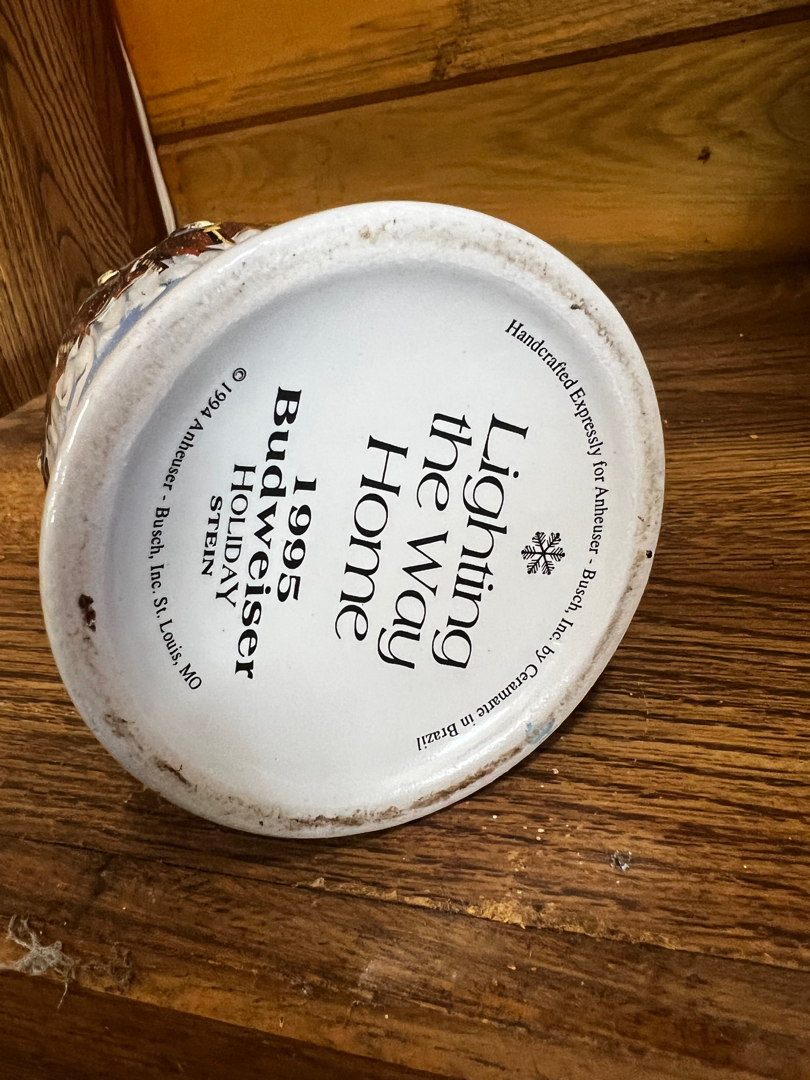 Handcrafted Expressly for Anheuser - Busch, Inc. by Ceramarte in Brazil
Lighting
the Way
Home
1995
Budweiser
HOLIDAY
STEIN
© 1994 Anheuser - Busch, Inc. St. Louis, MO